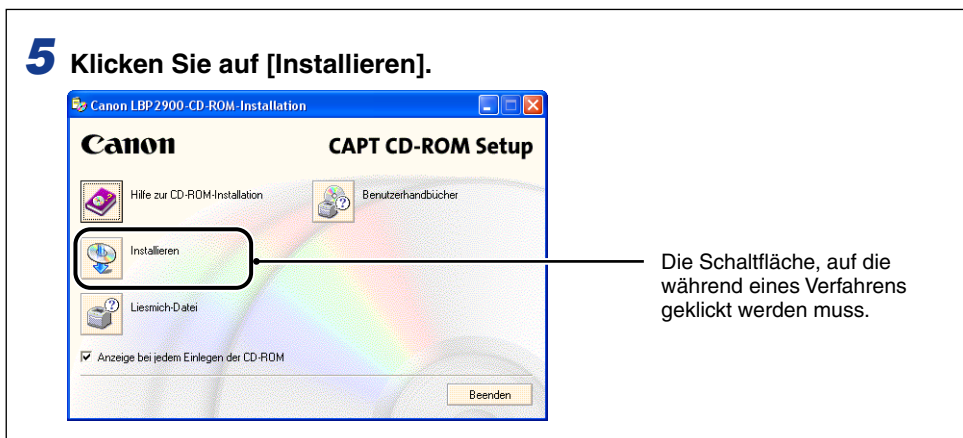 5 Klicken Sie auf [Installieren].
Canon LBP2900-CD-ROM-Installation
Canon CAPT CD-ROM Setup
Hilfe zur CD-ROM-Installation
Benutzerhandbücher
Installieren
Liesmich-Datei
Anzeige bei jedem Einlegen der CD-ROM
Beenden
Die Schaltfläche, auf die
während eines Verfahrens
geklickt werden muss.